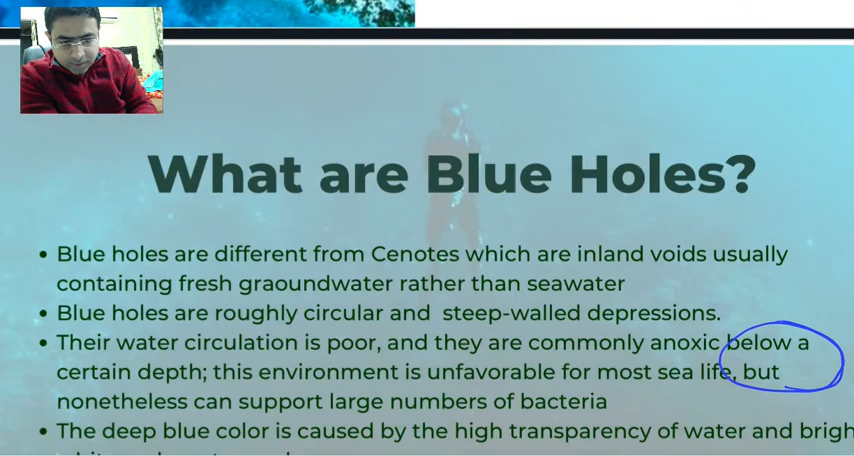 What are Blue Holes?
• Blue holes are different from Cenotes which are inland voids usually
containing fresh graoundwater rather than seawater
• Blue holes are roughly circular and steep-walled depressions.
• Their water circulation is poor, and they are commonly anoxic below a
certain depth; this environment is unfavorable for most sea life, but
nonetheless can support large numbers of bacteria
• The deep blue color is caused by the high transparency of water and brigh